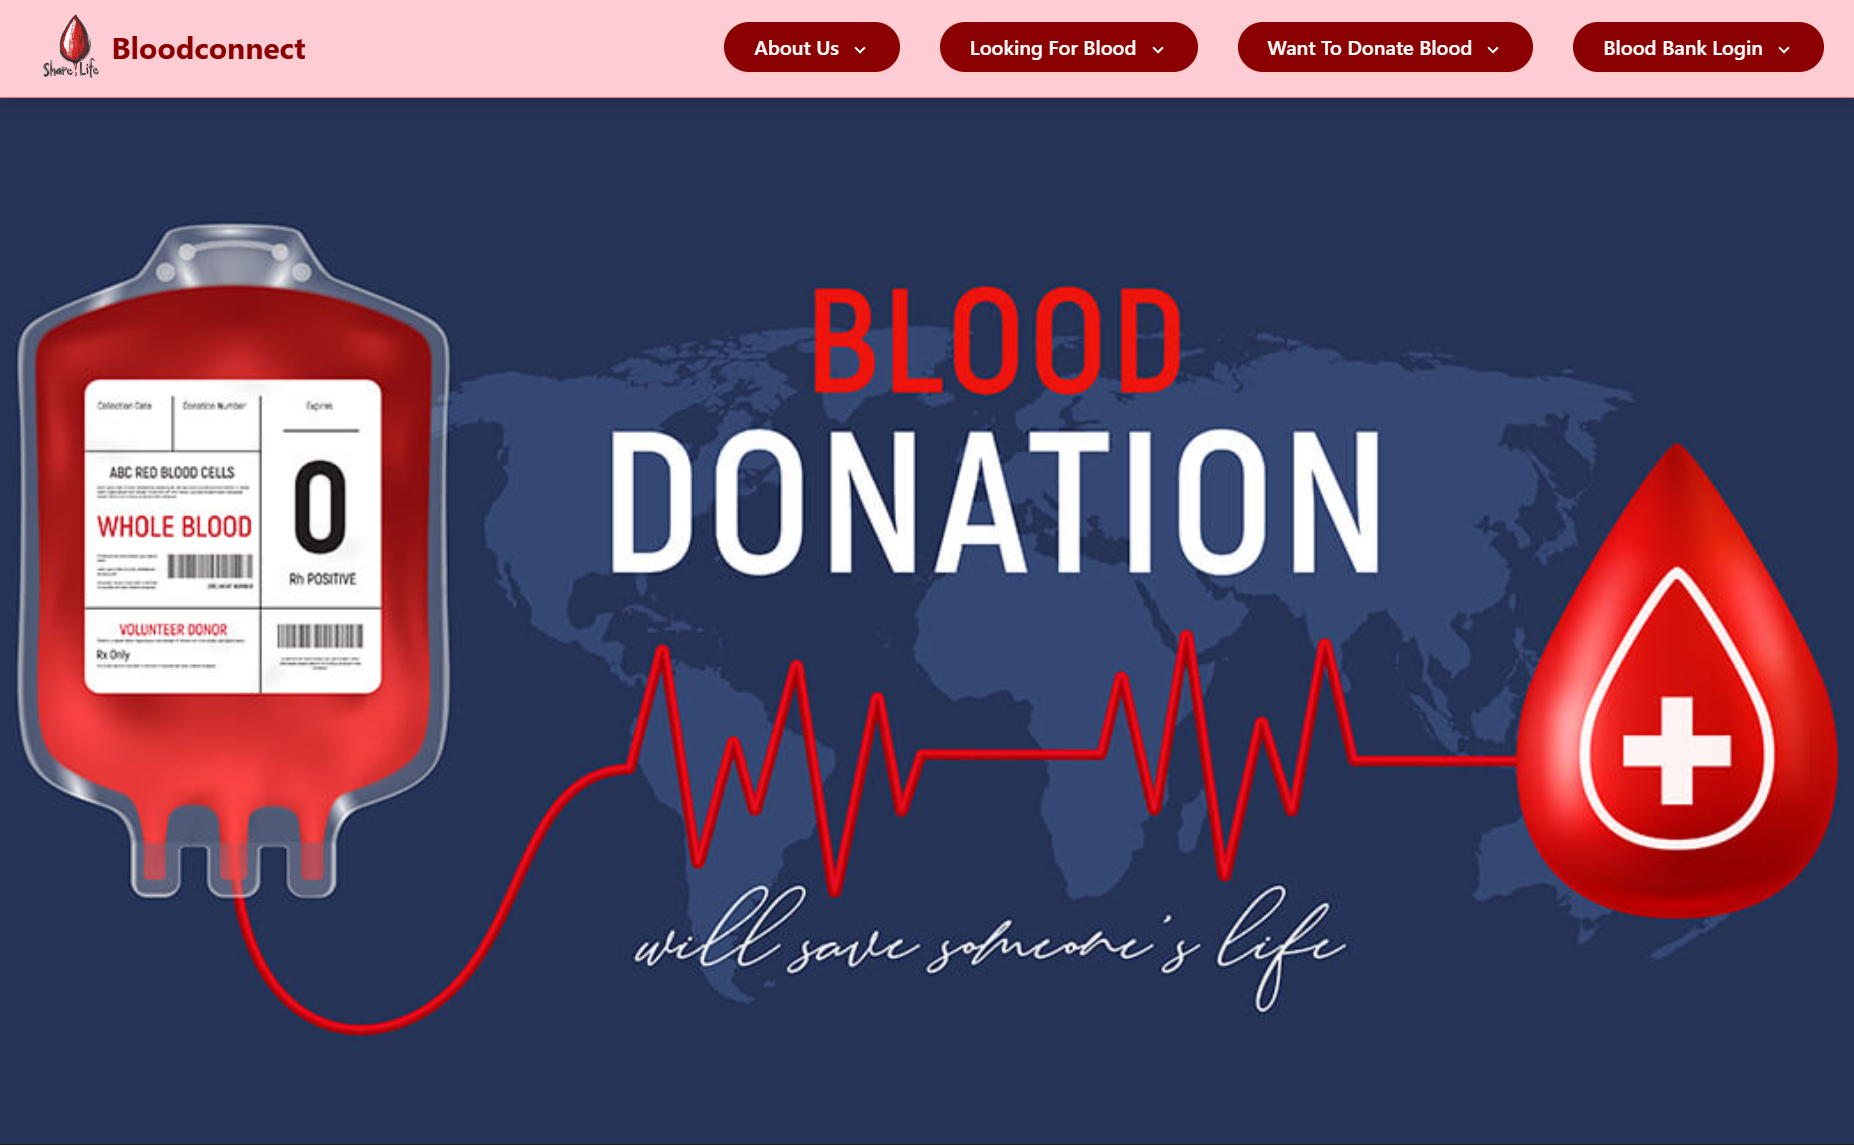 Share Life
Bloodconnect
About Us
Looking For Blood
Want To Donate Blood
Blood Bank Login
BLOOD
DONATION
will save someone's life
Collection Date
Donation Number
Expires
ABC RED BLOOD CELLS
WHOLE BLOOD
O
Rh POSITIVE
VOLUNTEER DONOR
Rx Only